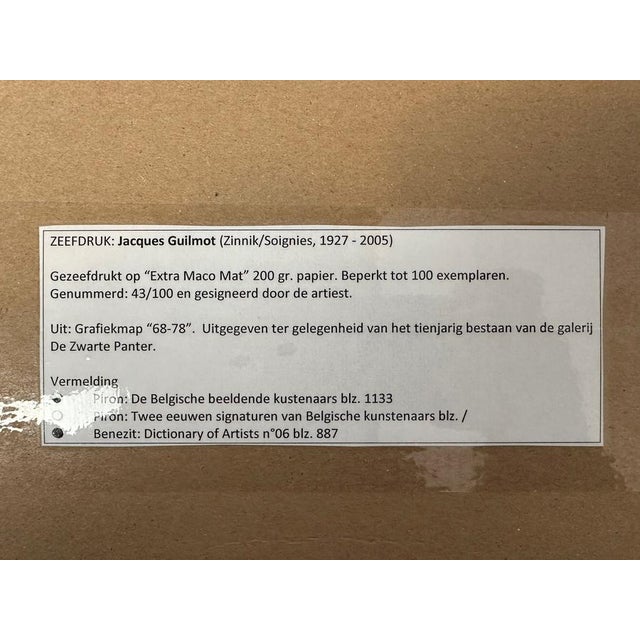 ZEEFDRUK: Jacques Guilmot (Zinnik/Soignies, 1927 - 2005)
Gezeefdrukt op “Extra Maco Mat” 200 gr. papier. Beperkt tot 100 exemplaren.
Genummerd: 43/100 en gesigneerd door de artiest.
Uit: Grafiekmap “68-78”. Uitgegeven ter gelegenheid van het tienjarig bestaan van de galerij
De Zwarte Panter.
Vermelding
Piron: De Belgische beeldende kustenaars blz. 1133
Piron: Twee eeuwen signaturen van Belgische kunstenaars blz. /
Benezit: Dictionary of Artists n°06 blz. 887